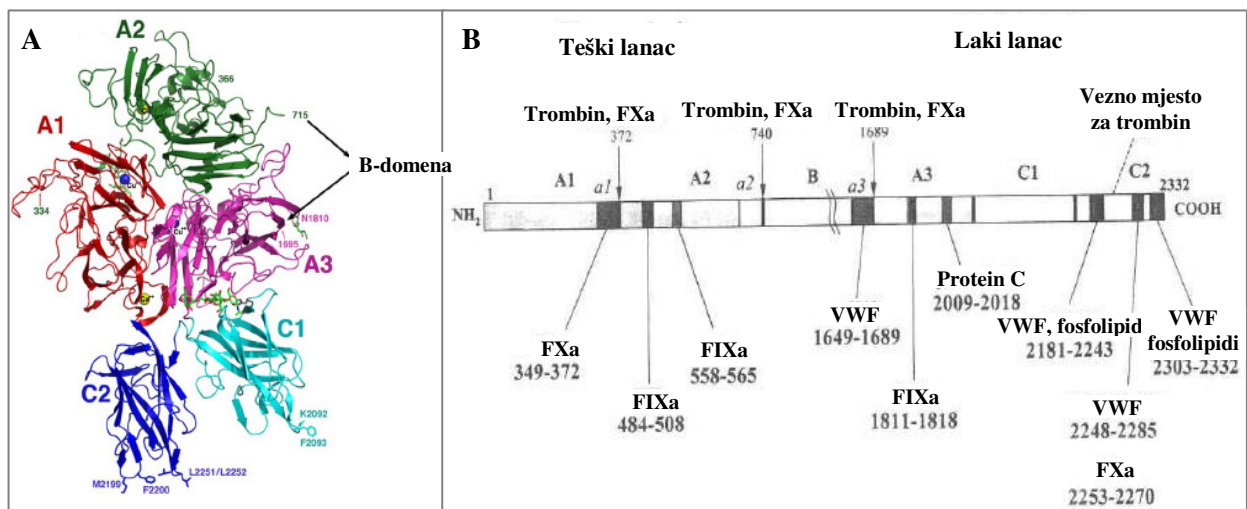 A
A2
366
715
A1
Cu
334
B-domena
Cu
N1810
1695
A3
C1
C2
K2092
F2093
M2199
F2200
L2251/L2252
B
Teški lanac
Laki lanac
Trombin, FXa
372
Trombin, FXa
740
Trombin, FXa
1689
Vezno mjesto
za trombin
1
A1
a1
A2
a2
B
a3
A3
C1
C2
2332
NH2
COOH
FXa
349-372
FIXa
484-508
FIXa
558-565
VWF
1649-1689
FIXa
1811-1818
Protein C
2009-2018
VWF, fosfolipid
2181-2243
VWF
2248-2285
FXa
2253-2270
VWF
fosfolipidi
2303-2332